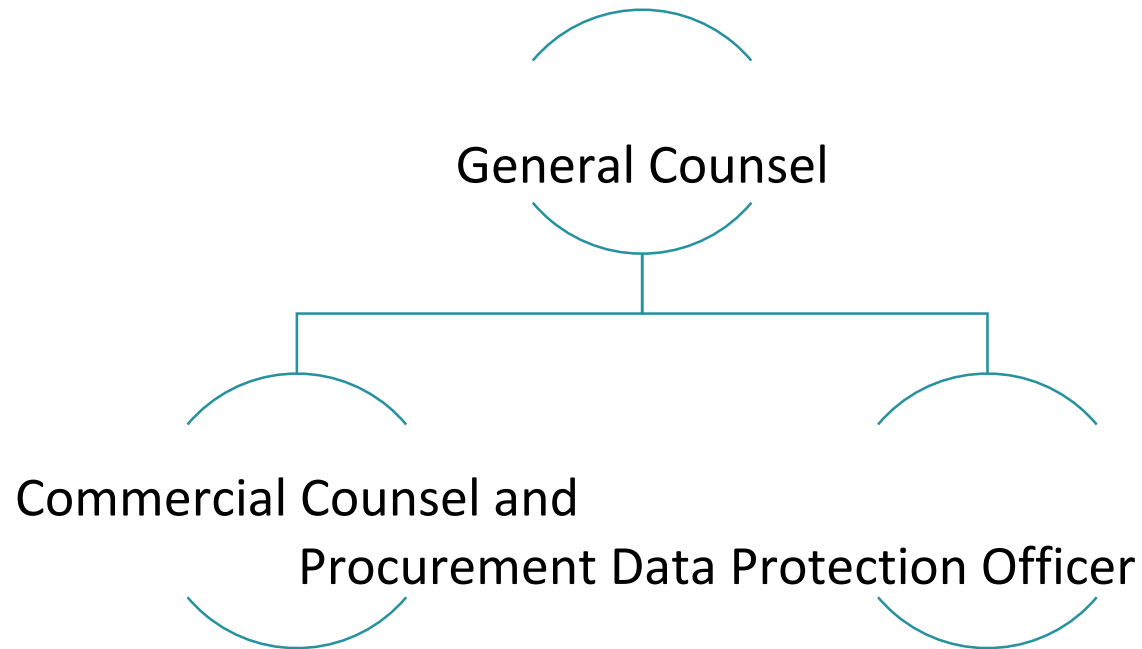 General Counsel
Commercial Counsel and
Procurement Data Protection Officer